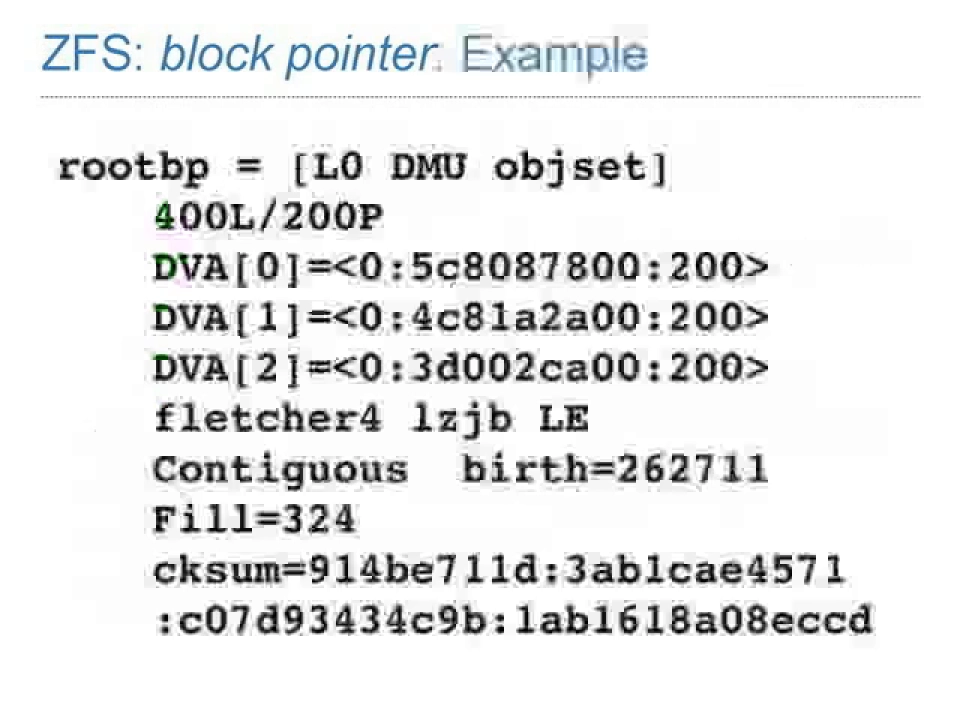 ZFS: block pointer. Example
rootbp = [L0 DMU objset]
400L/200P
DVA[0]=<0:5c8087800:200>
DVA[1]=<0:4c81a2a00:200>
DVA[2]=<0:3d002ca00:200>
fletcher4 lzjb LE
Contiguous birth=262711
Fill=324
cksum=914be711d:3ab1cae4571
:c07d93434c9b:1ab1618a08eccd